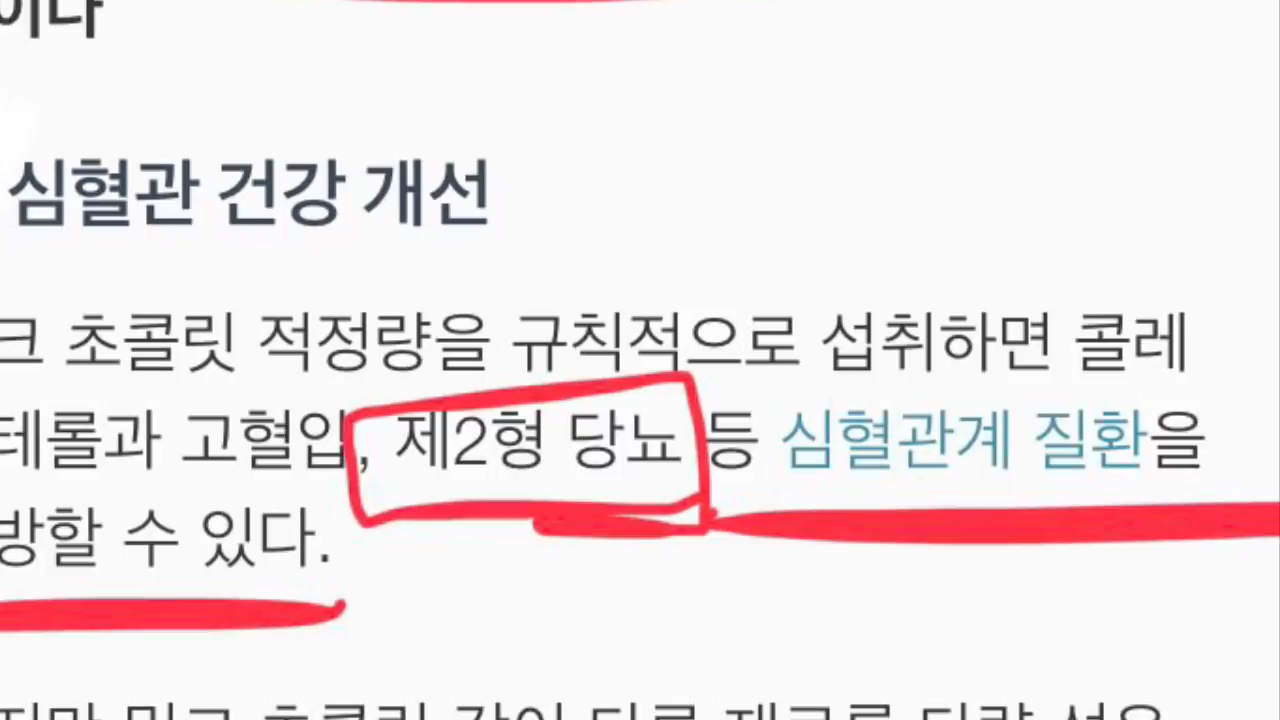 이다
심혈관 건강 개선
크 초콜릿 적정량을 규칙적으로 섭취하면 콜레
테롤과 고혈압, 제2형 당뇨 등 심혈관계 질환을
방할 수 있다.